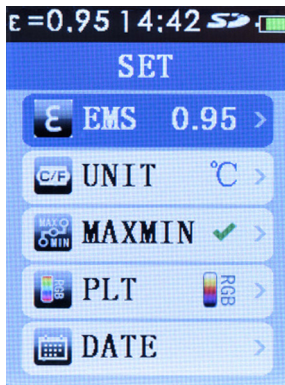 ε=0.95 14:42 SD
SET
ε EMS 0.95 >
C/F UNIT °C >
MAX MIN MAXMIN ✔ >
RGB PLT RGB >
DATE >